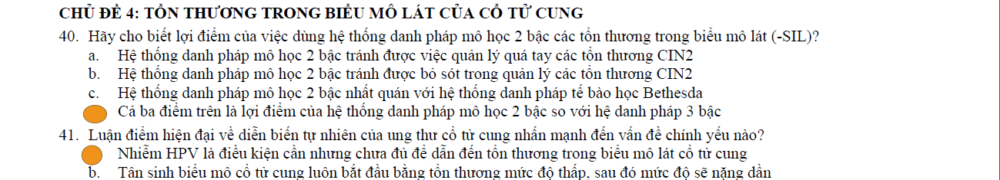 CHỦ ĐỀ 4: TỔN THƯƠNG TRONG BIỂU MÔ LÁT CỦA CỔ TỬ CUNG
40. Hãy cho biết lợi điểm của việc dùng hệ thống danh pháp mô học 2 bậc các tổn thương trong biểu mô lát (-SIL)?
a. Hệ thống danh pháp mô học 2 bậc tránh được việc quản lý quá tay các tổn thương CIN2
b. Hệ thống danh pháp mô học 2 bậc tránh được bỏ sót trong quản lý các tổn thương CIN2
c. Hệ thống danh pháp mô học 2 bậc nhất quán với hệ thống danh pháp tế bào học Bethesda
Cả ba điểm trên là lợi điểm của hệ thống danh pháp mô học 2 bậc so với hệ danh pháp 3 bậc
41. Luận điểm hiện đại về diễn biến tự nhiên của ung thư cổ tử cung nhấn mạnh đến vấn đề chính yếu nào?
Nhiễm HPV là điều kiện cần nhưng chưa đủ để dẫn đến tổn thương trong biểu mô lát cổ tử cung
b. Tân sinh biểu mô cổ tử cung luôn bắt đầu bằng tổn thương mức độ thấp, sau đó mức độ sẽ nặng dần